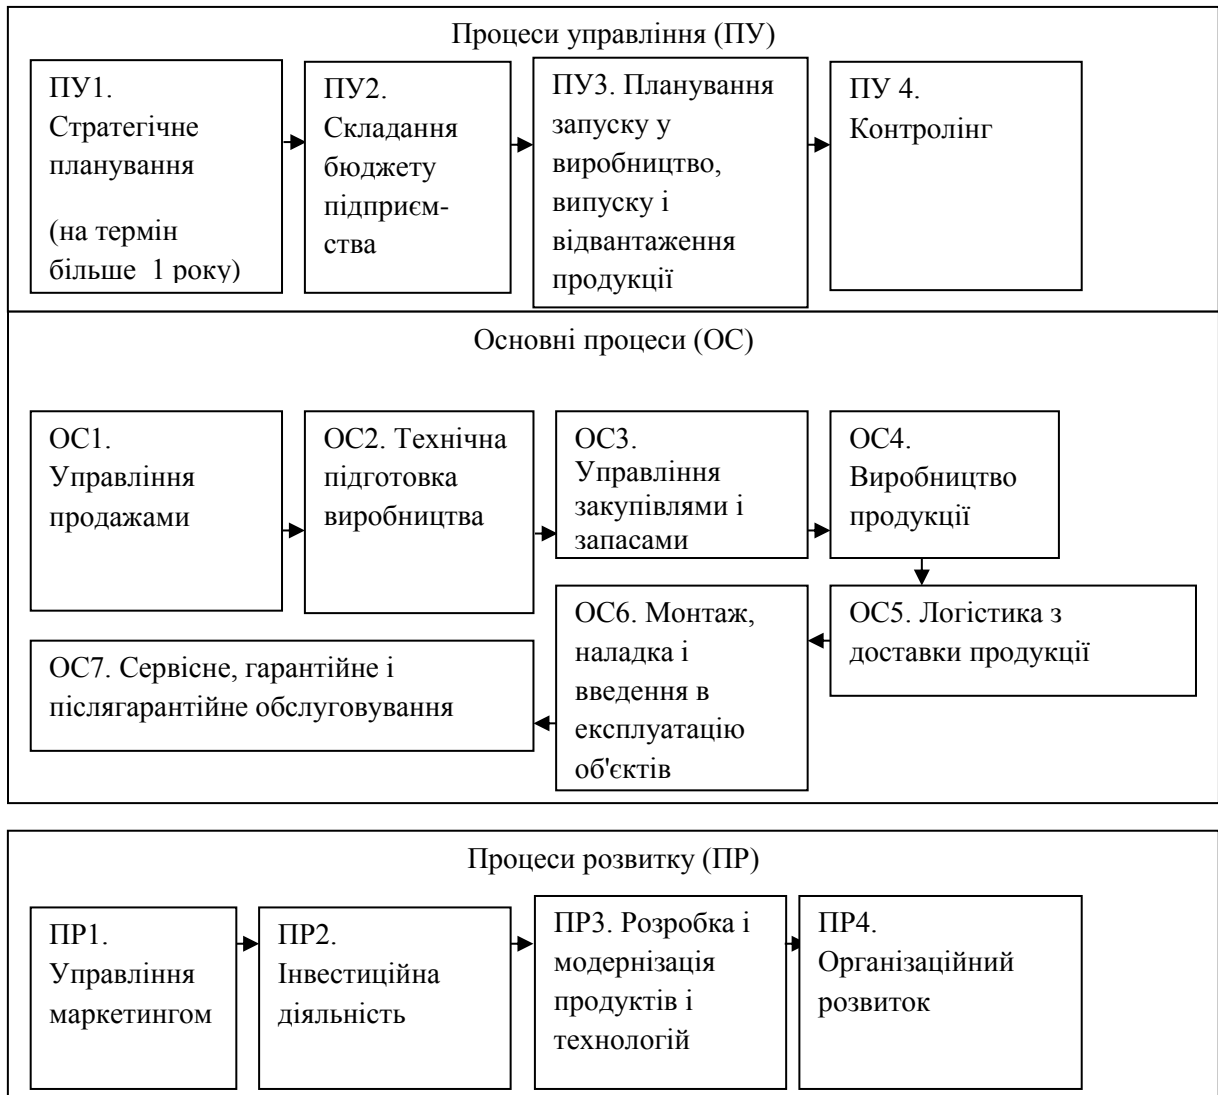 Процеси управління (ПУ)
ПУ1.
Стратегічне
планування
(на термін
більше 1 року)
ПУ2.
Складання
бюджету
підприєм-
ства
ПУ3. Планування
запуску у
виробництво,
випуску і
відвантаження
продукції
ПУ 4.
Контролінг
Основні процеси (ОС)
ОС1.
Управління
продажами
ОС2. Технічна
підготовка
виробництва
ОС3.
Управління
закупівлями і
запасами
ОС4.
Виробництво
продукції
ОС5. Логістика з
доставки продукції
ОС6. Монтаж,
наладка і
введення в
експлуатацію
об'єктів
ОС7. Сервісне, гарантійне і
післягарантійне обслуговування
Процеси розвитку (ПР)
ПР1.
Управління
маркетингом
ПР2.
Інвестиційна
діяльність
ПР3. Розробка і
модернізація
продуктів і
технологій
ПР4.
Організаційний
розвиток